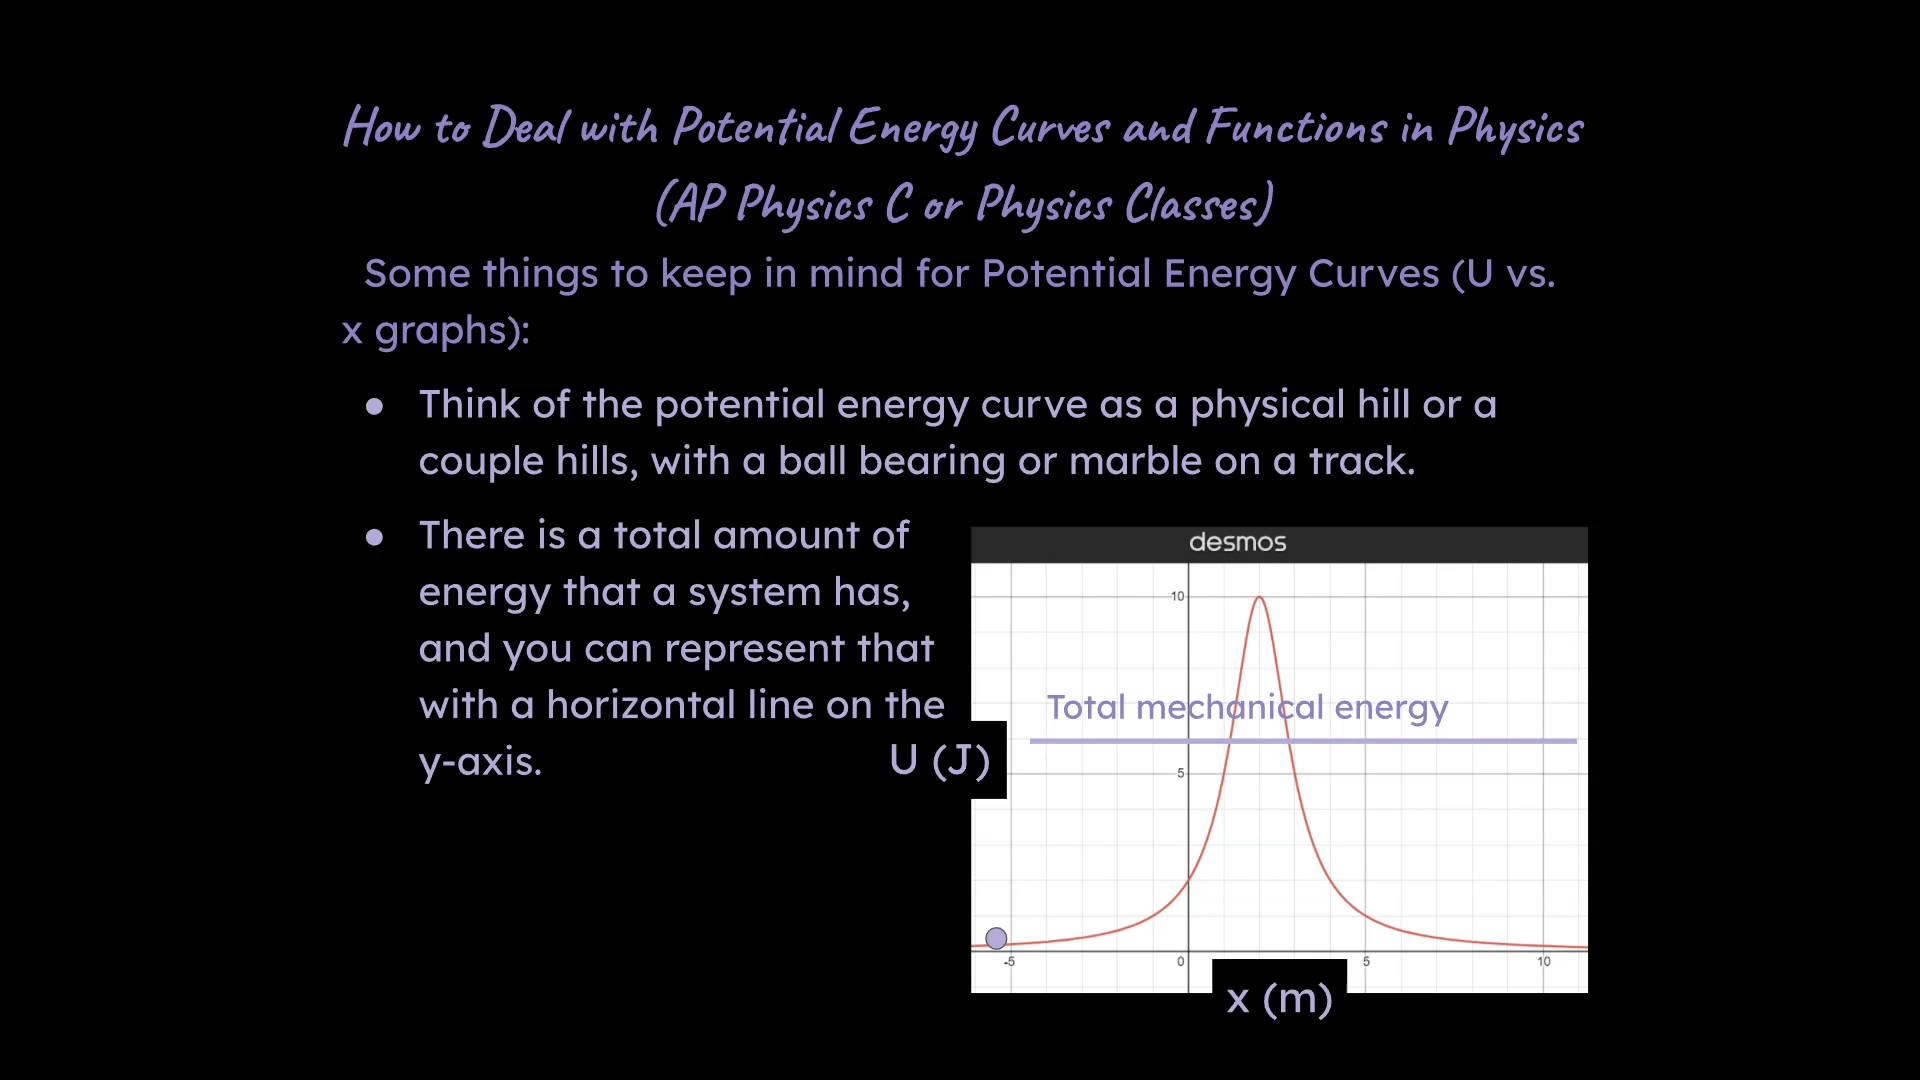 How to Deal with Potential Energy Curves and Functions in Physics
(AP Physics C or Physics Classes)
Some things to keep in mind for Potential Energy Curves (U vs.
x graphs):
● Think of the potential energy curve as a physical hill or a
couple hills, with a ball bearing or marble on a track.
● There is a total amount of
energy that a system has,
and you can represent that
with a horizontal line on the
y-axis.
desmos
10
Total mechanical energy
U (J)
5
-5
0
5
10
x (m)